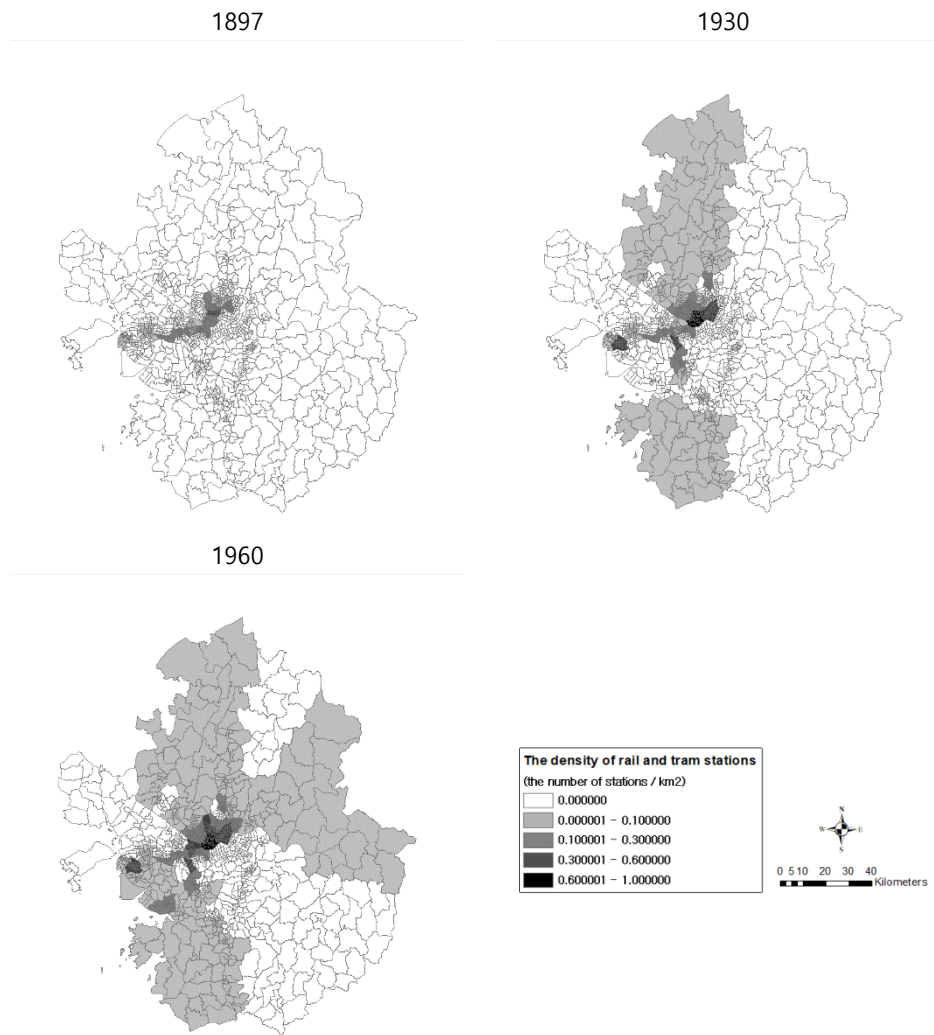 1897
1930
1960
The density of rail and tram stations
(the number of stations / km2)
0.000000
0.000001 - 0.100000
0.100001 - 0.300000
0.300001 - 0.600000
0.600001 - 1.000000
N
W E
S
0 5 10 20 30 40
Kilometers